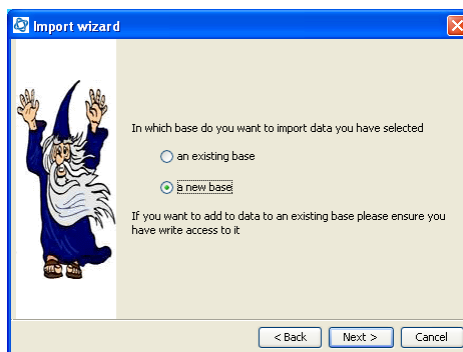 Import wizard
In which base do you want to import data you have selected
an existing base
a new base
If you want to add to data to an existing base please ensure you
have write access to it
< Back
Next >
Cancel